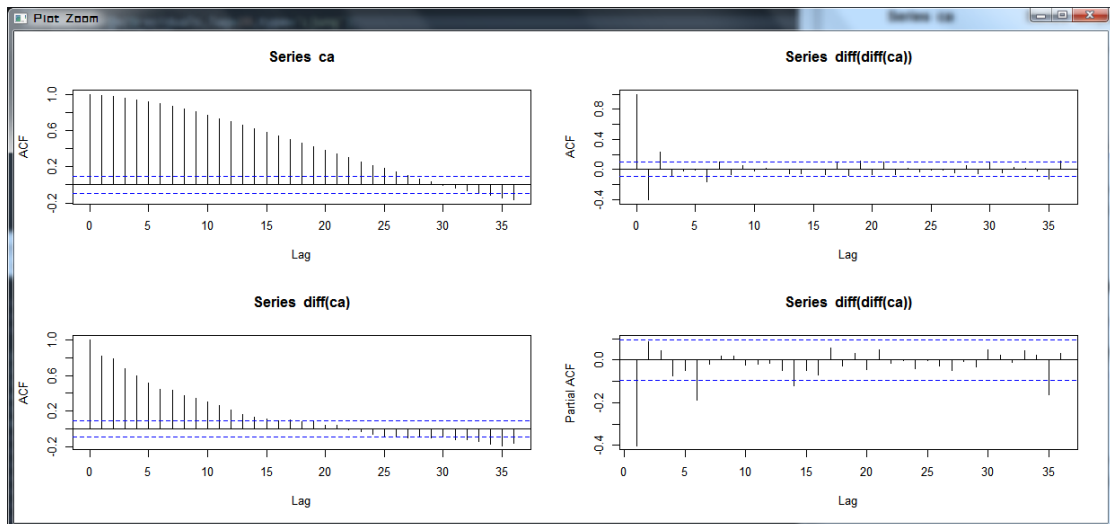 Plot Zoom
Series ca
Series ca
ACF
1.0
0.6
0.2
-0.2
0 5 10 15 20 25 30 35
Lag
Series diff(diff(ca))
ACF
0.8
0.4
0.0
-0.4
0 5 10 15 20 25 30 35
Lag
Series diff(ca)
ACF
1.0
0.6
0.2
-0.2
0 5 10 15 20 25 30 35
Lag
Series diff(diff(ca))
Partial ACF
0.0
-0.2
-0.4
0 5 10 15 20 25 30 35
Lag